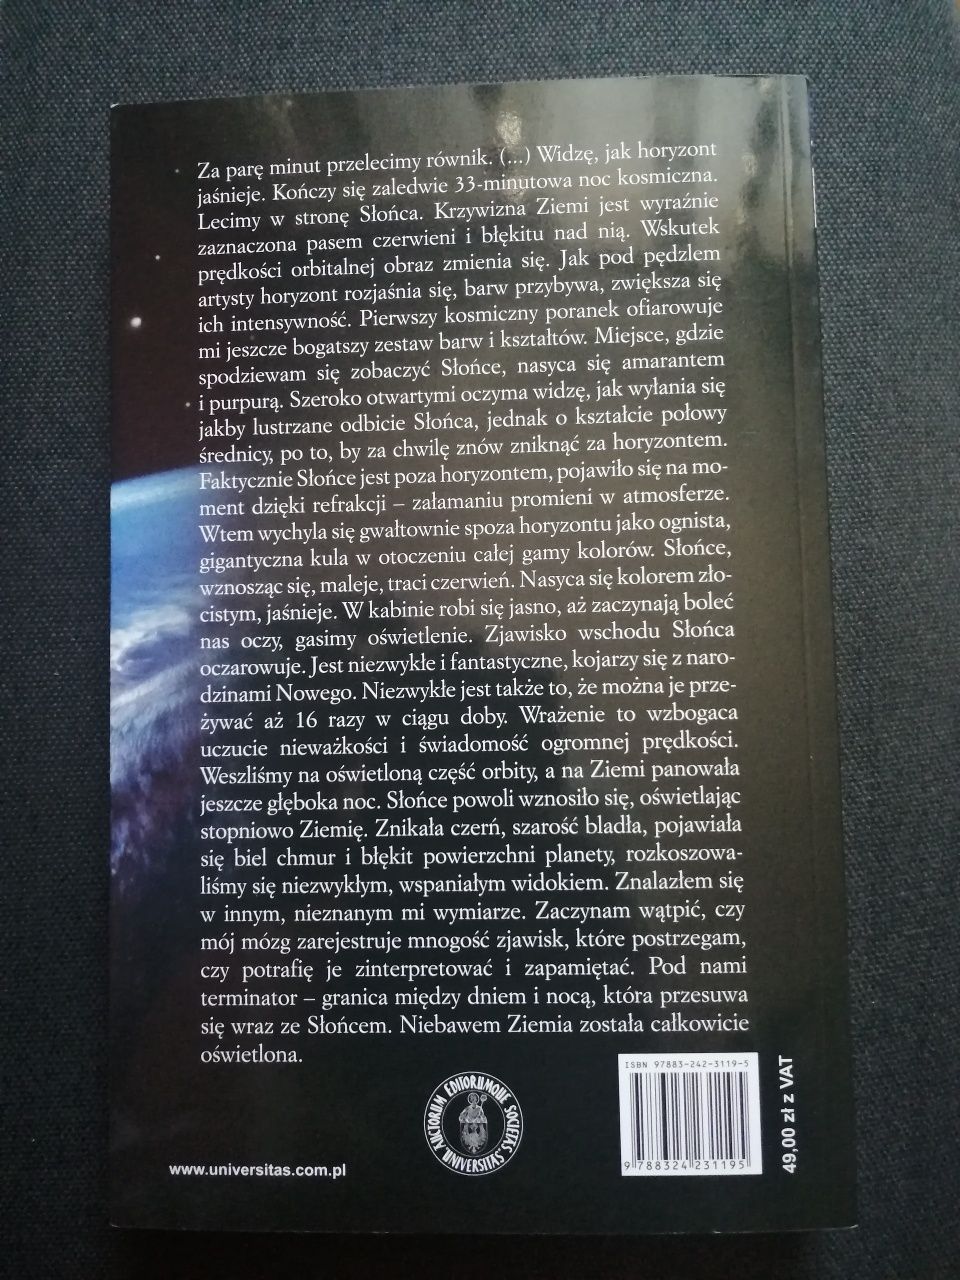 Za parę minut przelecimy równik. (...) Widzę, jak horyzont
jaśnieje. Kończy się zaledwie 33-minutowa noc kosmiczna.
Lecimy w stronę Słońca. Krzywizna Ziemi jest wyraźnie
zaznaczona pasem czerwieni i błękitu nad nią. Wskutek
prędkości orbitalnej obraz zmienia się. Jak pod pędzlem
artysty horyzont rozjaśnia się, barw przybywa, zwiększa się
ich intensywność. Pierwszy kosmiczny poranek ofiarowuje
mi jeszcze bogatszy zestaw barw i kształtów. Miejsce, gdzie
spodziewam się zobaczyć Słońce, nasyca się amarantem
i purpurą. Szeroko otwartymi oczyma widzę, jak wyłania się
jakby lustrzane odbicie Słońca, jednak o kształcie połowy
średnicy, po to, by za chwilę znów zniknąć za horyzontem.
Faktycznie Słońce jest poza horyzontem, pojawiło się na mo-
ment dzięki refrakcji – załamaniu promieni w atmosferze.
Wtem wychyla się gwałtownie spoza horyzontu jako ognista,
gigantyczna kula w otoczeniu całej gamy kolorów. Słońce,
wznosząc się, maleje, traci czerwień. Nasyca się kolorem zło-
cistym, jaśnieje. W kabinie robi się jasno, aż zaczynają boleć
nas oczy, gasimy oświetlenie. Zjawisko wschodu Słońca
oczarowuje. Jest niezwykłe i fantastyczne, kojarzy się z naro-
dzinami Nowego. Niezwykłe jest także to, że można je prze-
żywać aż 16 razy w ciągu doby. Wrażenie to wzbogaca
uczucie nieważkości i świadomość ogromnej prędkości.
Weszliśmy na oświetloną część orbity, a na Ziemi panowała
jeszcze głęboka noc. Słońce powoli wznosiło się, oświetlając
stopniowo Ziemię. Znikała czerń, szarość bladła, pojawiała
się biel chmur i błękit powierzchni planety, rozkoszowa-
liśmy się niezwykłym, wspaniałym widokiem. Znalazłem się
w innym, nieznanym mi wymiarze. Zaczynam wątpić, czy
mój mózg zarejestruje mnogość zjawisk, które postrzegam,
czy potrafię je zinterpretować i zapamiętać. Pod nami
terminator – granica między dniem i nocą, która przesuwa
się wraz ze Słońcem. Niebawem Ziemia została całkowicie
oświetlona.
www.universitas.com.pl
AUCTORUM EDITORUMQUE SOCIETAS
UNIVERSITAS
ISBN 97883-242-3119-5
9 788324 231195
49,00 zł z VAT